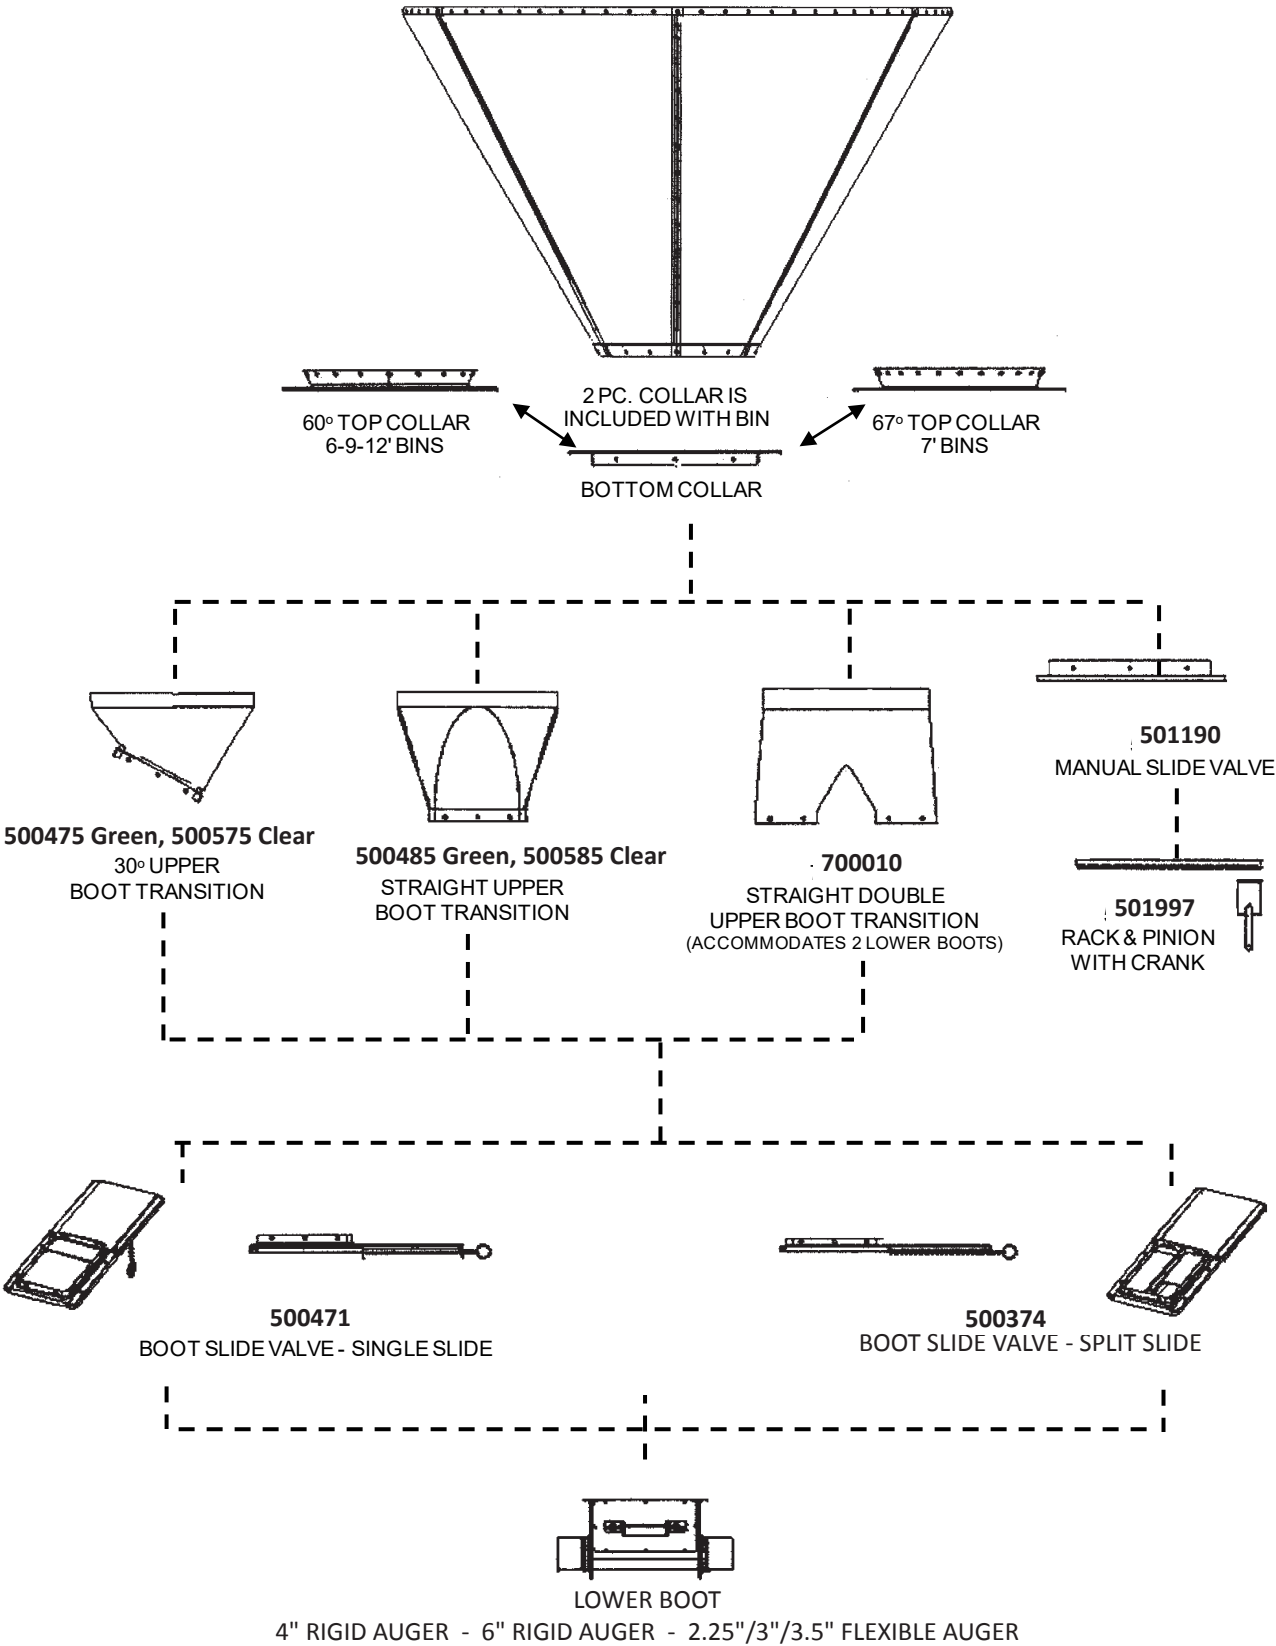 2 PC. COLLAR IS
INCLUDED WITH BIN
60º TOP COLLAR
6-9-12' BINS
67º TOP COLLAR
7' BINS
BOTTOM COLLAR
501190
MANUAL SLIDE VALVE
500475 Green, 500575 Clear
30º UPPER
BOOT TRANSITION
500485 Green, 500585 Clear
STRAIGHT UPPER
BOOT TRANSITION
700010
STRAIGHT DOUBLE
UPPER BOOT TRANSITION
(ACCOMMODATES 2 LOWER BOOTS)
501997
RACK & PINION
WITH CRANK
500471
BOOT SLIDE VALVE - SINGLE SLIDE
500374
BOOT SLIDE VALVE - SPLIT SLIDE
LOWER BOOT
4" RIGID AUGER - 6" RIGID AUGER - 2.25"/3"/3.5" FLEXIBLE AUGER